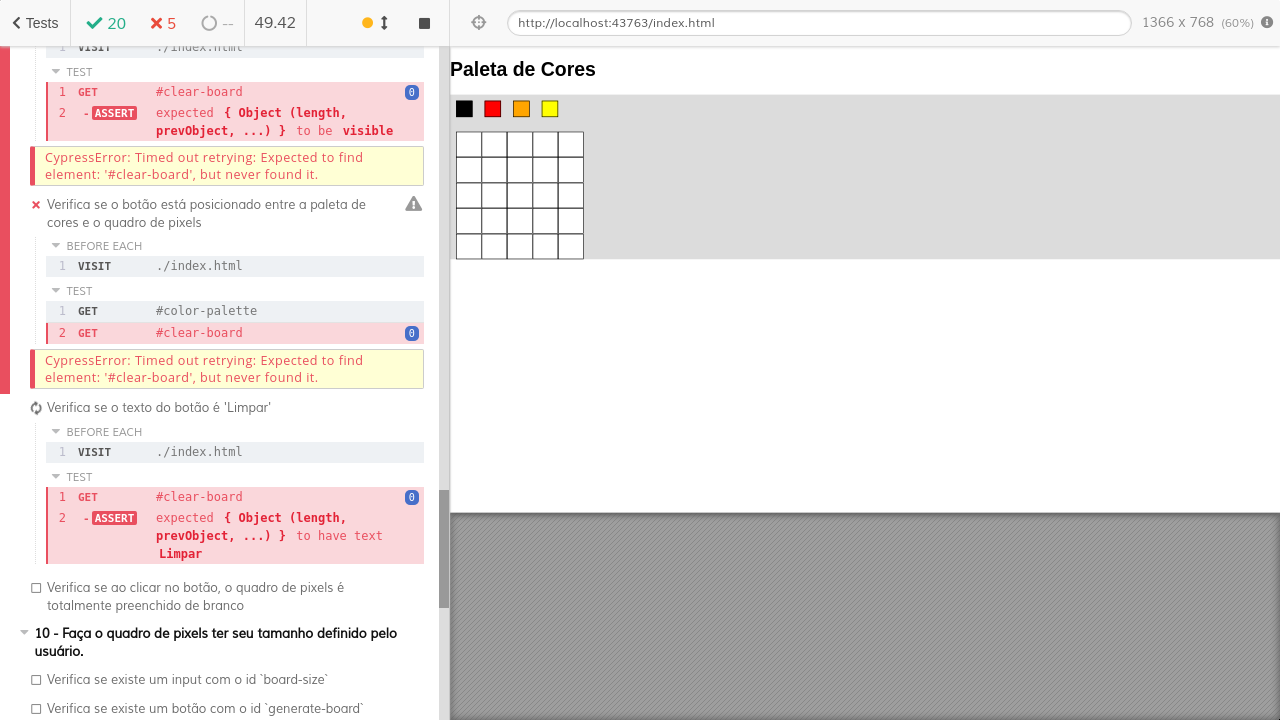 Tests
20
5
--
49.42
http://localhost:43763/index.html
1366 x 768 (60%)
1 VISIT ./index.html
TEST
1 GET #clear-board 0
2 -ASSERT expected { Object (length,
prevObject, ...) } to be visible
CypressError: Timed out retrying: Expected to find
element: '#clear-board', but never found it.
Verifica se o botão está posicionado entre a paleta de
cores e o quadro de pixels
BEFORE EACH
1 VISIT ./index.html
TEST
1 GET #color-palette
2 GET #clear-board 0
CypressError: Timed out retrying: Expected to find
element: '#clear-board', but never found it.
Verifica se o texto do botão é 'Limpar'
BEFORE EACH
1 VISIT ./index.html
TEST
1 GET #clear-board 0
2 -ASSERT expected { Object (length,
prevObject, ...) } to have text
Limpar
Verifica se ao clicar no botão, o quadro de pixels é
totalmente preenchido de branco
10 - Faça o quadro de pixels ter seu tamanho definido pelo
usuário.
Verifica se existe um input com o id `board-size`
Verifica se existe um botão com o id `generate-board`
Paleta de Cores